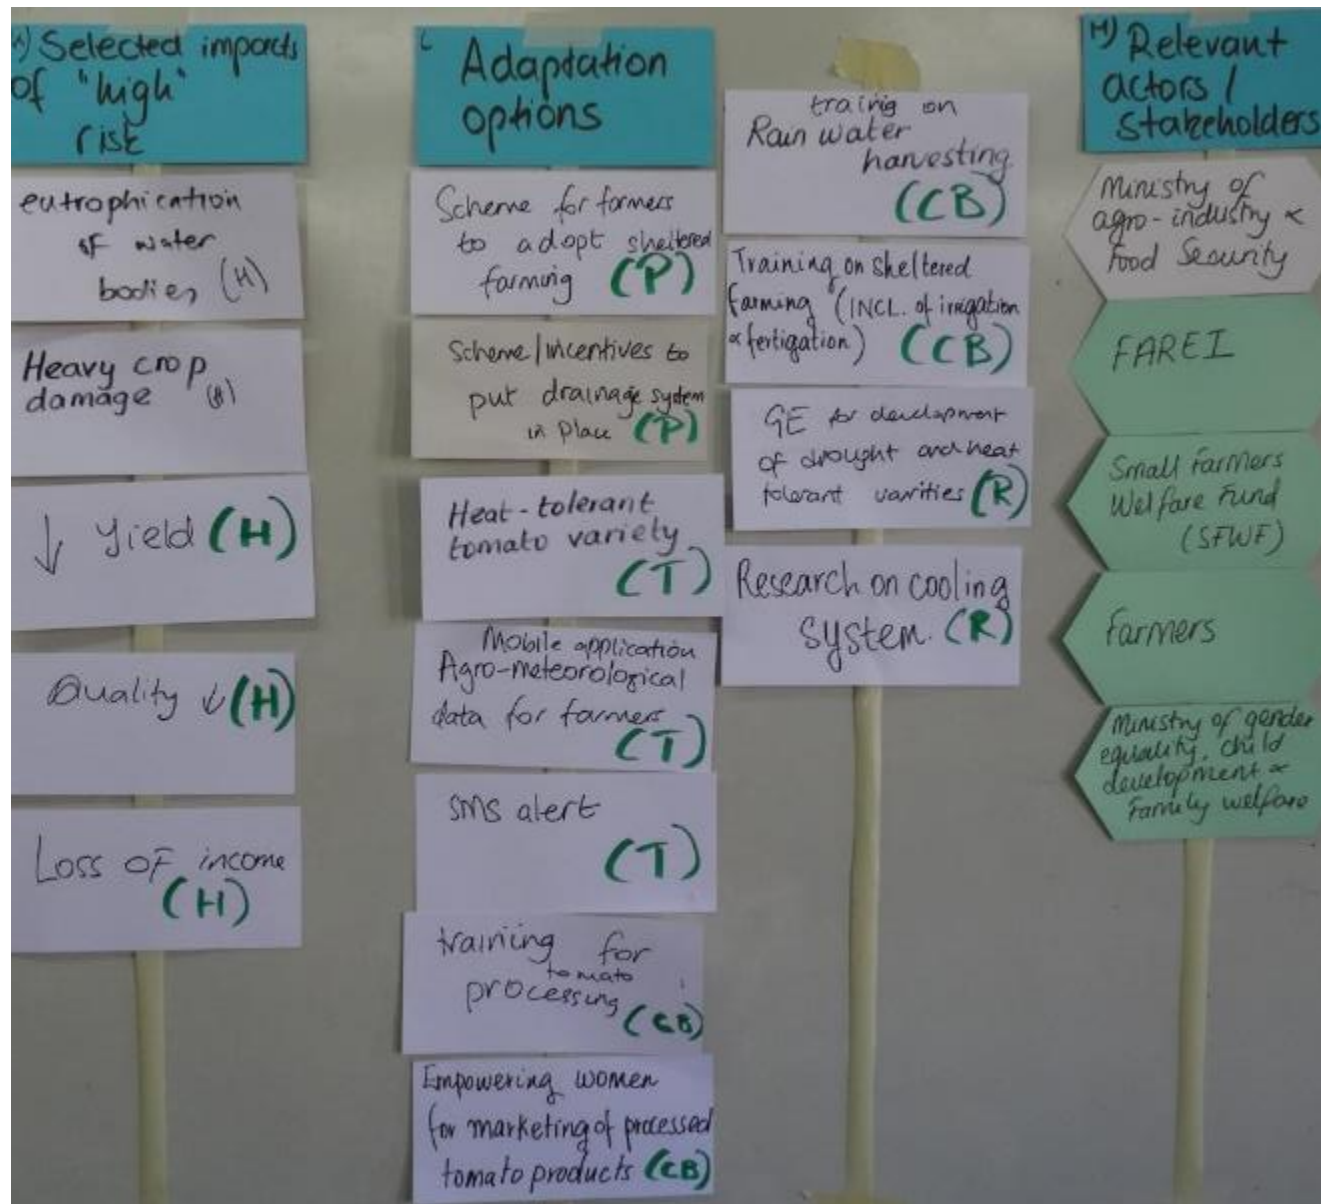 K) Selected impacts
of "high"
risk
eutrophication
of water
bodies (H)
Heavy crop
damage (H)
↓ Yield (H)
Quality ↓ (H)
Loss of income
(H)
L
Adaptation
options
Scheme for farmers
to adopt sheltered
farming (P)
Scheme/incentives to
put drainage system
in place (P)
Heat-tolerant
tomato variety
(T)
Mobile application
Agro-meteorological
data for farmers
(T)
SMS alert
(T)
training for
tomato
processing
(CB)
Empowering women
for marketing of processed
tomato products (CB)
traing on
Rain water
harvesting
(CB)
Training on sheltered
farming (INCL. of irrigation
∝ fertigation) (CB)
GE for development
of drought and heat
tolerant varities (R)
Research on cooling
system. (R)
M) Relevant
actors /
stakeholders
Ministry of
agro-industry ∝
Food Security
FAREI
Small Farmers
Welfare Fund
(SFWF)
Farmers
Ministry of gender
equality, child
development ∝
Family welfare